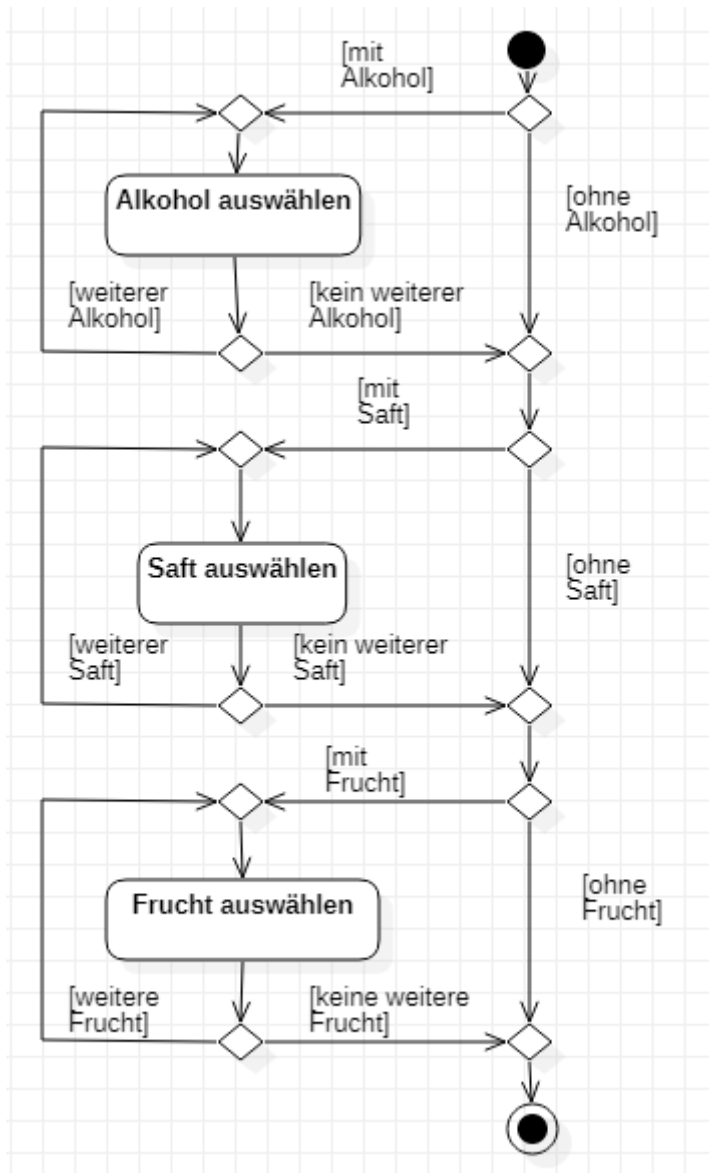 [mit
Alkohol]
Alkohol auswählen
[ohne
Alkohol]
[weiterer
Alkohol]
[kein weiterer
Alkohol]
[mit
Saft]
Saft auswählen
[ohne
Saft]
[weiterer
Saft]
[kein weiterer
Saft]
[mit
Frucht]
Frucht auswählen
[ohne
Frucht]
[weitere
Frucht]
[keine weitere
Frucht]